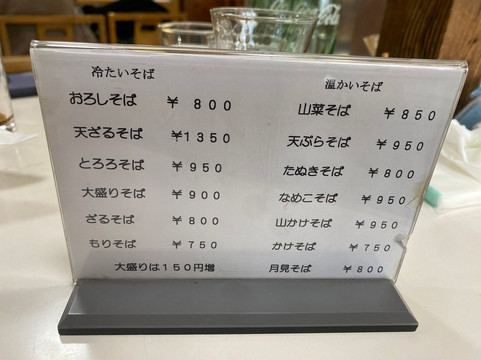 冷たいそば
おろしそば ￥ ８００
天ざるそば ￥１３５０
とろろそば ￥ ９５０
大盛りそば ￥ ９００
ざるそば ￥ ８００
もりそば ￥ ７５０
大盛りは１５０円増
温かいそば
山菜そば ￥ ８５０
天ぷらそば ￥ ９５０
たぬきそば ￥ ８００
なめこそば ￥ ９５０
山かけそば ￥ ９５０
かけそば ￥ ７５０
月見そば ￥ ８００